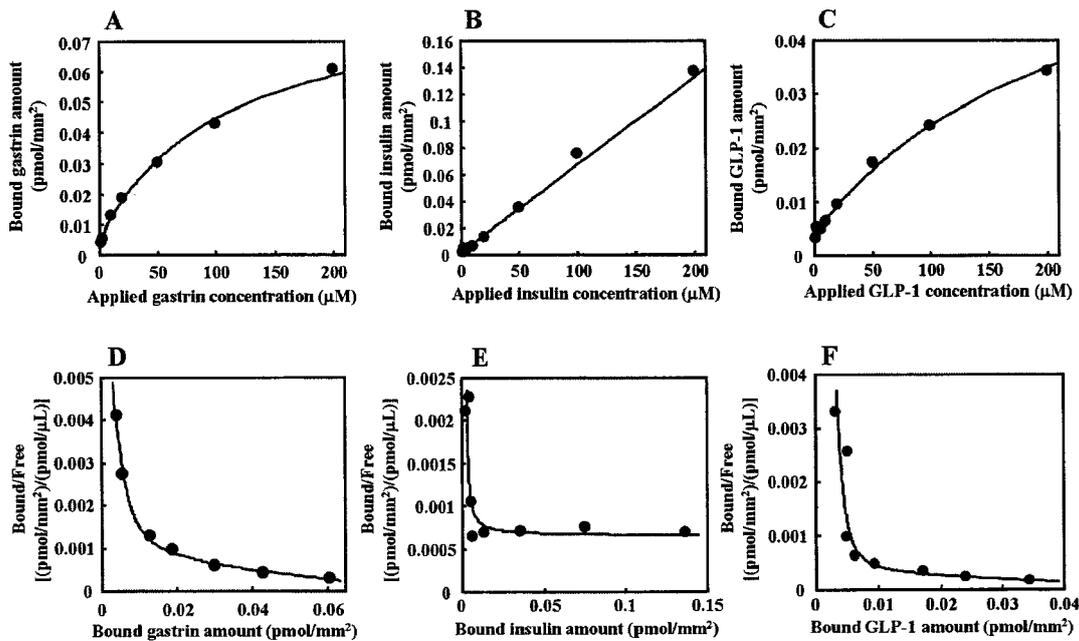 A
Bound gastrin amount
(pmol/mm²)
0.07
0.06
0.05
0.04
0.03
0.02
0.01
0
0 50 100 150 200
Applied gastrin concentration (μM)
B
Bound insulin amount
(pmol/mm²)
0.16
0.14
0.12
0.10
0.08
0.06
0.04
0.02
0
0 50 100 150 200
Applied insulin concentration (μM)
C
Bound GLP-1 amount
(pmol/mm²)
0.04
0.03
0.02
0.01
0
0 50 100 150 200
Applied GLP-1 concentration (μM)
D
Bound/Free
[(pmol/mm²)/(pmol/μL)]
0.005
0.004
0.003
0.002
0.001
0
0 0.02 0.04 0.06
Bound gastrin amount (pmol/mm²)
E
Bound/Free
[(pmol/mm²)/(pmol/μL)]
0.0025
0.002
0.0015
0.001
0.0005
0
0 0.05 0.1 0.15
Bound insulin amount (pmol/mm²)
F
Bound/Free
[(pmol/mm²)/(pmol/μL)]
0.004
0.003
0.002
0.001
0
0 0.01 0.02 0.03 0.04
Bound GLP-1 amount (pmol/mm²)